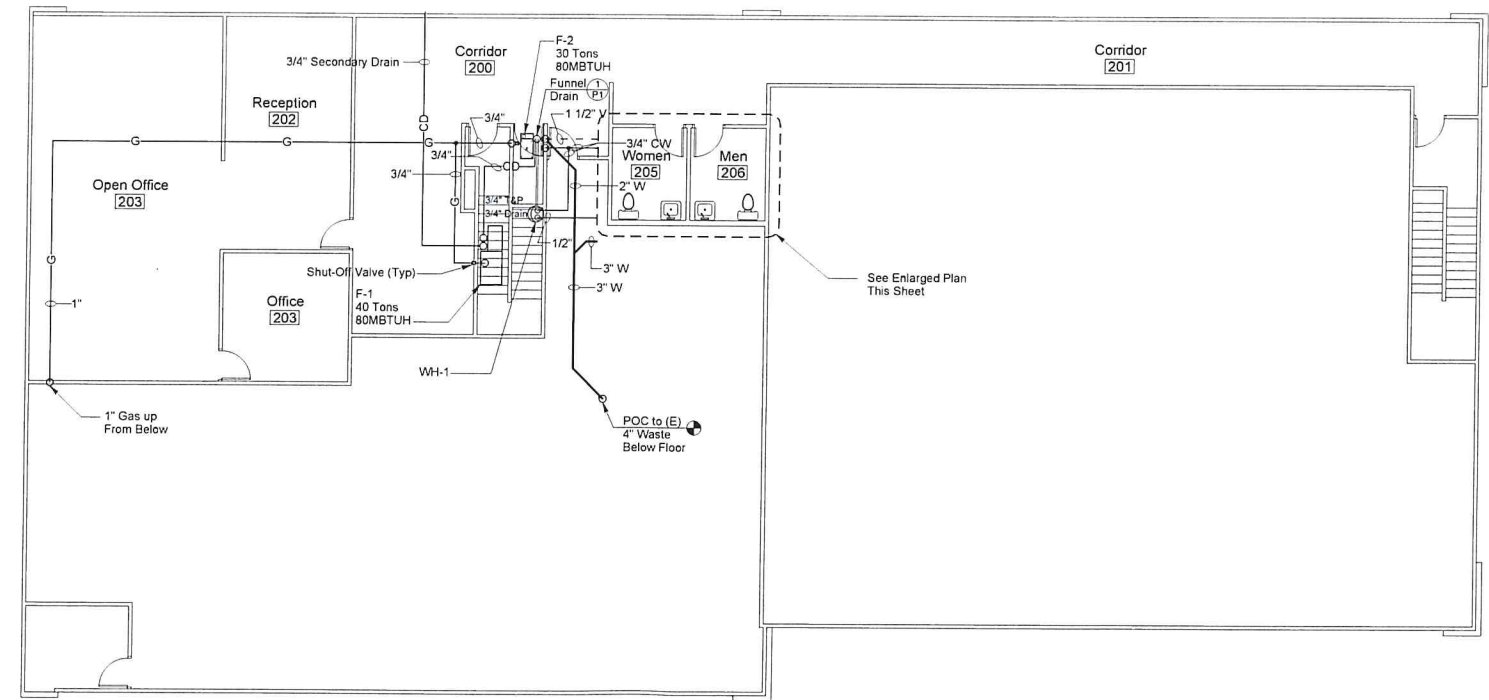 3/4" Secondary Drain
Corridor
200
F-2
30 Tons
80MBTUH
Funnel
Drain
1
P1
Corridor
201
Reception
202
CD
3/4"
1 1/2" V
G
G
G
3/4"
3/4" CW
Women
205
Men
206
CD
3/4"
2" W
Open Office
203
3/4" T&P
3/4" Drain
G
1/2"
G
3" W
3" W
Shut-Off Valve (Typ)
See Enlarged Plan
This Sheet
1"
Office
203
F-1
40 Tons
80MBTUH
WH-1
1" Gas up
From Below
POC to (E)
4" Waste
Below Floor